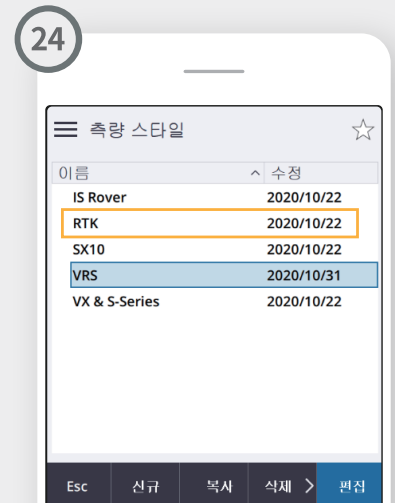 24
측량 스타일
이름 수정
IS Rover 2020/10/22
RTK 2020/10/22
SX10 2020/10/22
VRS 2020/10/31
VX & S-Series 2020/10/22
Esc 신규 복사 삭제 편집